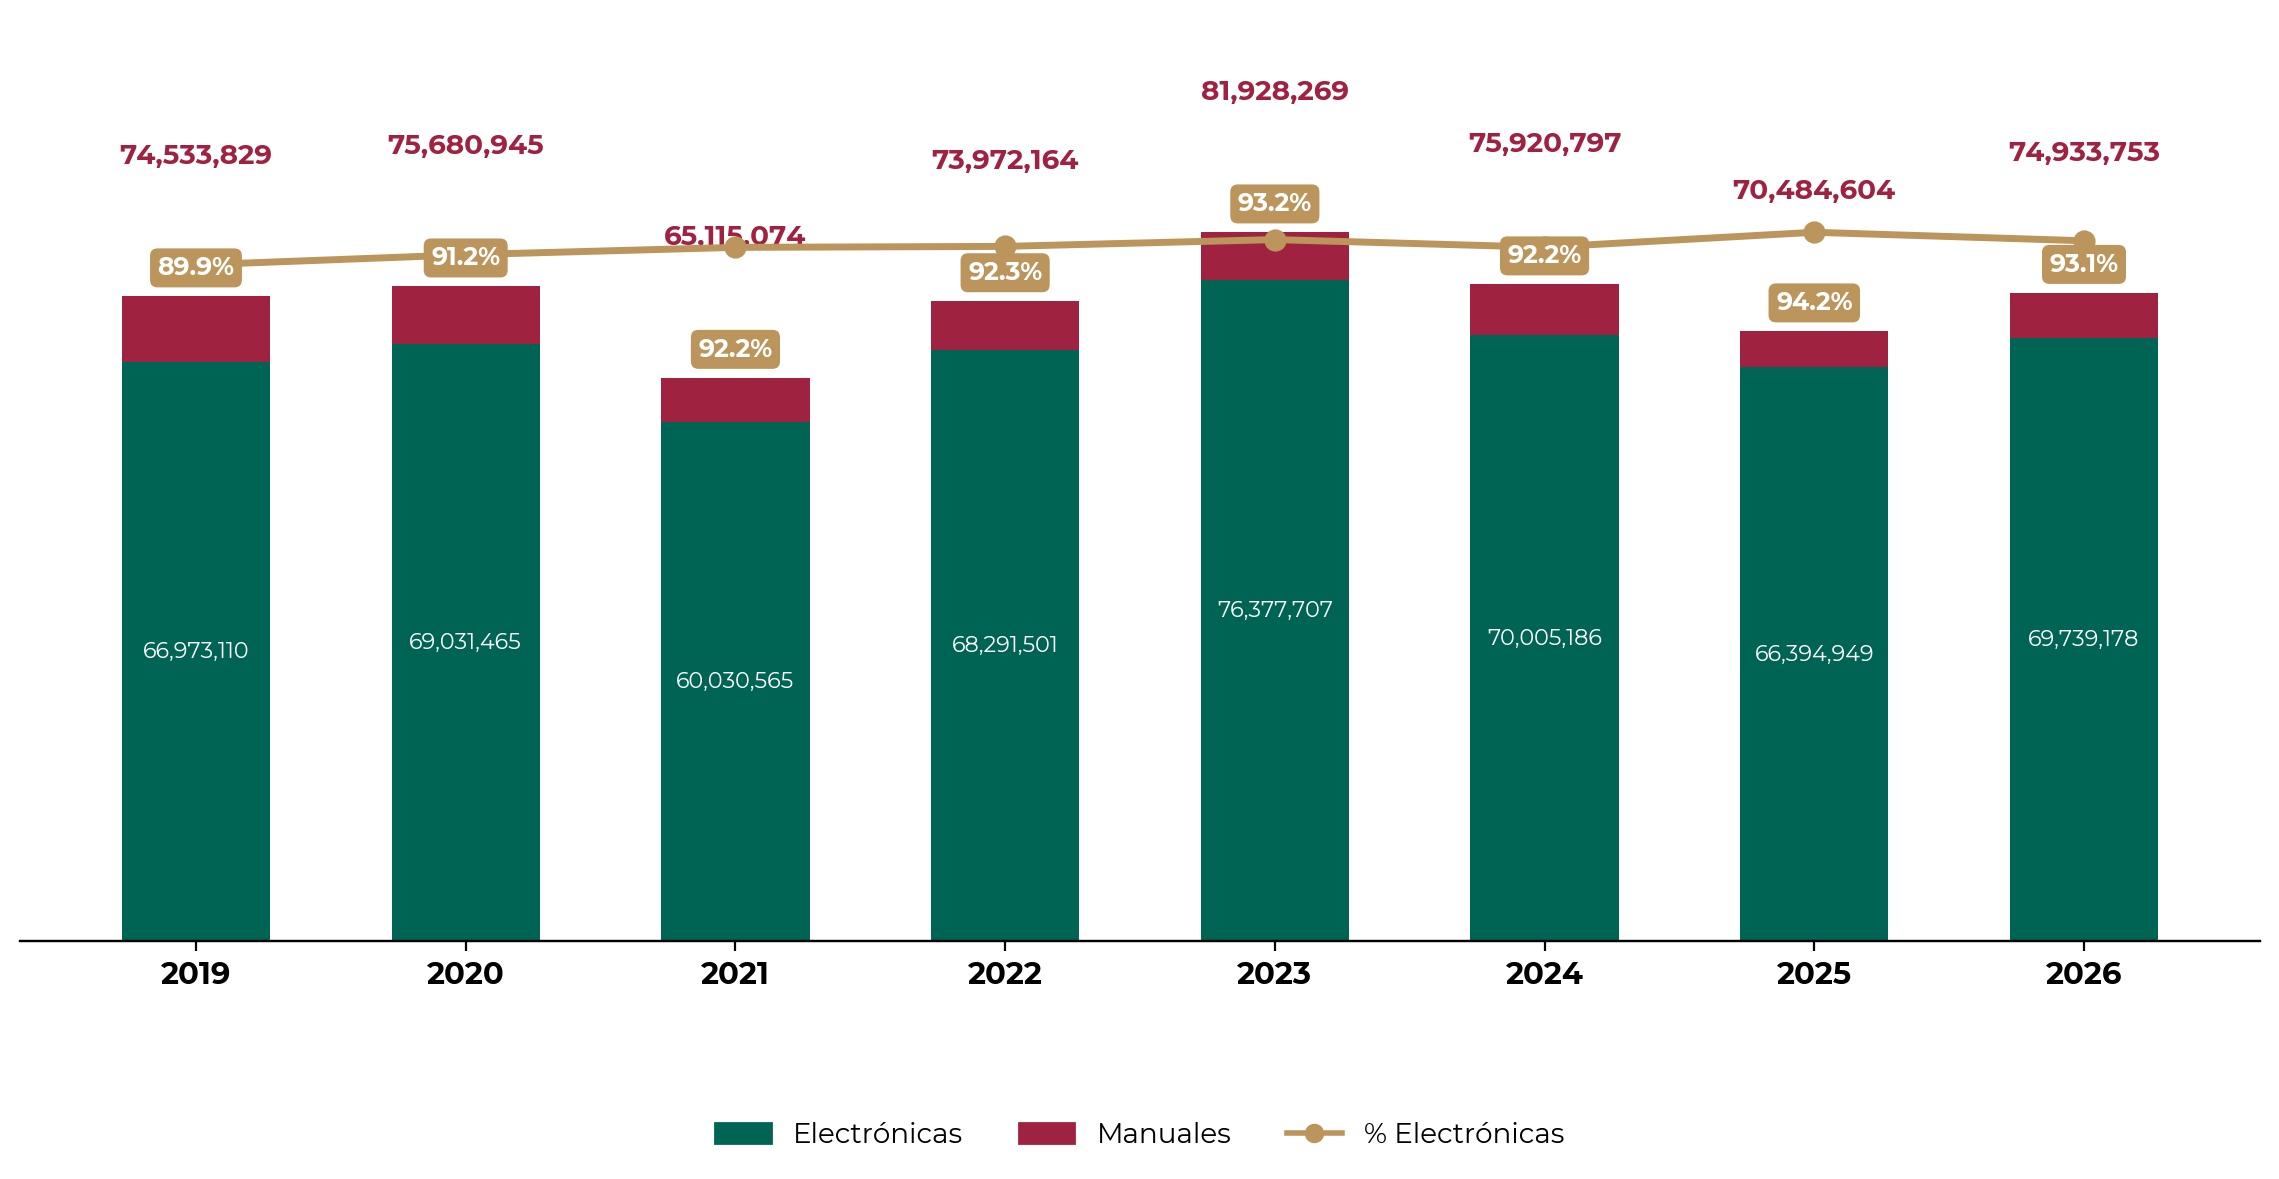 81,928,269
74,533,829 75,680,945 73,972,164 75,920,797 74,933,753
70,484,604
65,115,074
93.2%
89.9% 91.2% 92.3% 92.2% 93.1%
94.2%
92.2%
76,377,707
66,973,110 69,031,465 68,291,501 70,005,186 66,394,949 69,739,178
60,030,565
2019 2020 2021 2022 2023 2024 2025 2026
Electrónicas Manuales % Electrónicas